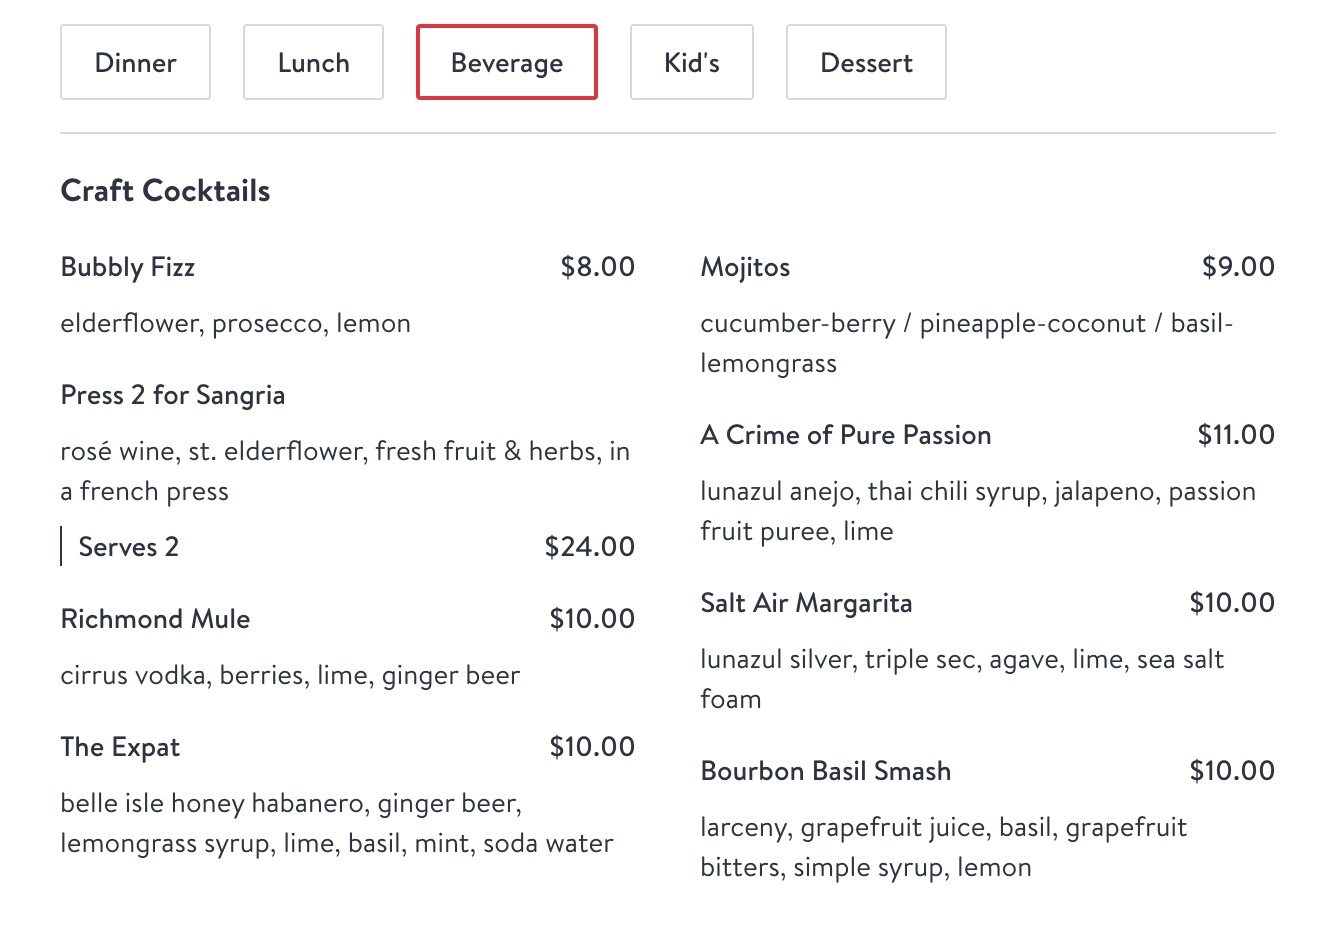 Dinner
Lunch
Beverage
Kid's
Dessert
Craft Cocktails
Bubbly Fizz $8.00
elderflower, prosecco, lemon
Press 2 for Sangria
rosé wine, st. elderflower, fresh fruit & herbs, in
a french press
Serves 2 $24.00
Richmond Mule $10.00
cirrus vodka, berries, lime, ginger beer
The Expat $10.00
belle isle honey habanero, ginger beer,
lemongrass syrup, lime, basil, mint, soda water
Mojitos $9.00
cucumber-berry / pineapple-coconut / basil-
lemongrass
A Crime of Pure Passion $11.00
lunazul anejo, thai chili syrup, jalapeno, passion
fruit puree, lime
Salt Air Margarita $10.00
lunazul silver, triple sec, agave, lime, sea salt
foam
Bourbon Basil Smash $10.00
larceny, grapefruit juice, basil, grapefruit
bitters, simple syrup, lemon